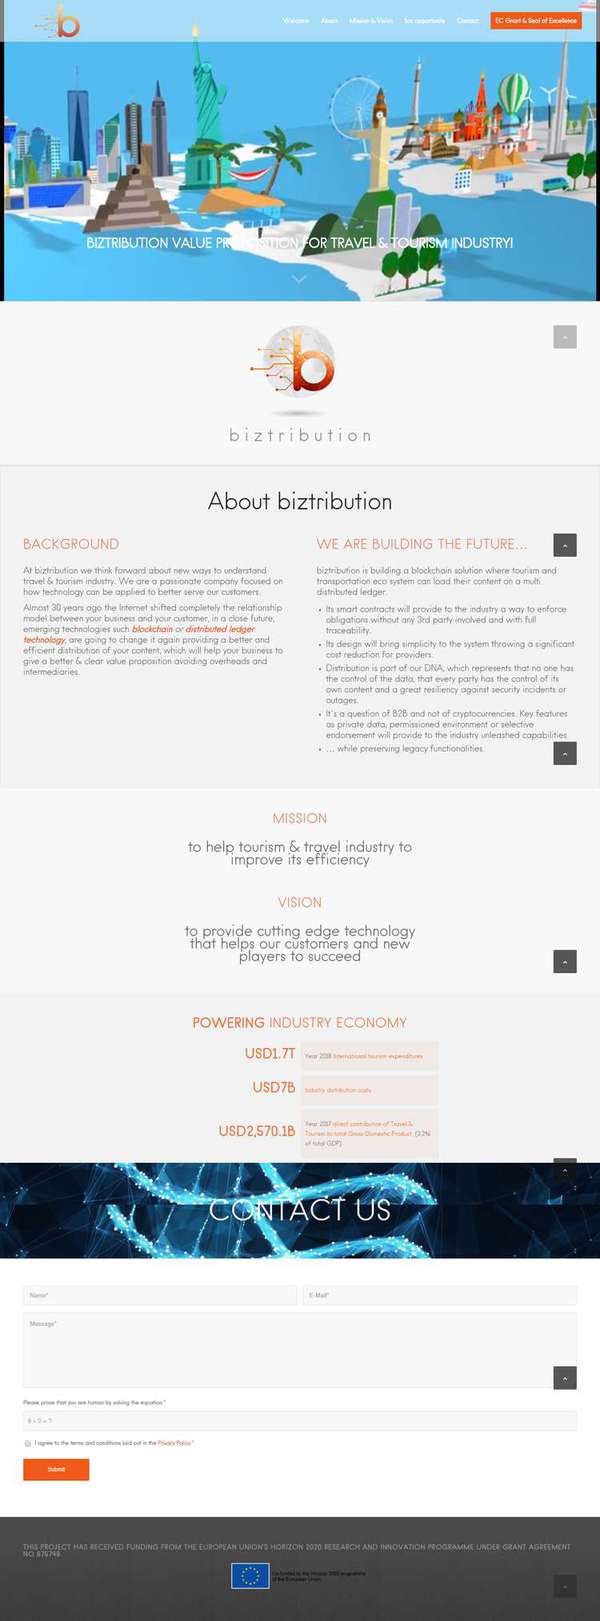 b
Welcome About Mission & Vision Contact EC Grant & Seal of Excellence
BIZTRIBUTION VALUE PROPOSITION FOR TRAVEL & TOURISM INDUSTRY!
b
biztribution
About biztribution
BACKGROUND
At biztribution we think forward about new ways to understand
travel & tourism industry. We are a passionate company focused on
how technology can be applied to better serve our customers.
Almost 30 years ago the Internet shifted completely the relationship
model between your business and your customer, in a close future,
emerging technologies such blockchain or distributed ledger
technology, are going to change it again providing a better and
efficient distribution of your content, which will help your business to
give a better & clear value proposition avoiding overheads and
intermediaries.
WE ARE BUILDING THE FUTURE...
biztribution is building a blockchain solution where tourism and
transportation eco system can load their content on a multi
distributed ledger.
• Its smart contracts will provide to the industry a way to enforce
obligations without any 3rd party involved and with full
traceability.
• Its design will bring simplicity to the system throwing a significant
cost reduction for providers.
• Distribution is part of our DNA, which represents that no one has
the control of the data, that every party has the control of its
own content and a great resiliency against security incidents or
outages.
• It's a question of B2B and not of cryptocurrencies. Key features
as private data, permissioned environment or selective
endorsement will provide to the industry unleashed capabilities.
• ... while preserving legacy functionalities.
MISSION
to help tourism & travel industry to
improve its efficiency
VISION
to provide cutting edge technology
that helps our customers and new
players to succeed
POWERING INDUSTRY ECONOMY
USD1.7T Year 2018 International tourism expenditures
USD7B Industry distribution costs
USD2,570.1B Year 2017 direct contribution of Travel &
Tourism to total Gross Domestic Product. (3.2%
of total GDP)
CONTACT US
Name* E-Mail*
Message*
Please prove that you are human by solving the equation *
I agree to the terms and conditions laid out in the Privacy Policy *
Submit
THIS PROJECT HAS RECEIVED FUNDING FROM THE EUROPEAN UNION'S HORIZON 2020 RESEARCH AND INNOVATION PROGRAMME UNDER GRANT AGREEMENT
Co-funded by the Horizon 2020 programme
of the European Union